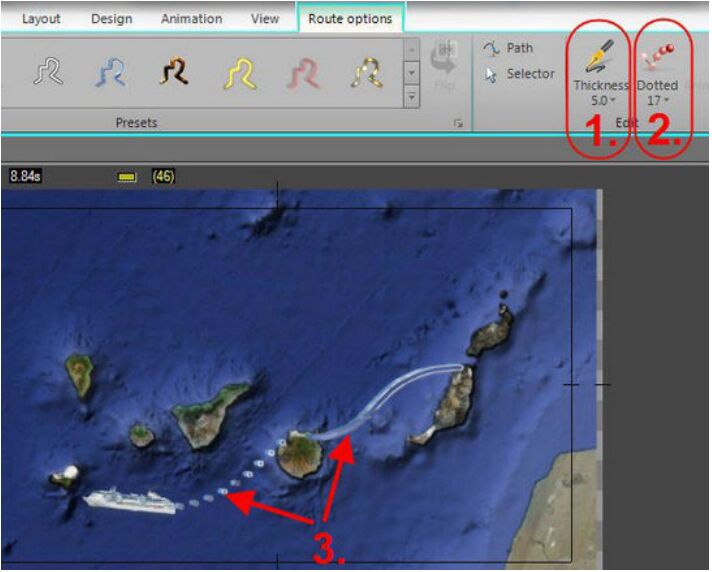 Layout Design Animation View Route options
Path
Selector
Thickness Dotted
5.0 17
Flip
Presets
Edit
1. 2.
8.84s (46)
3.